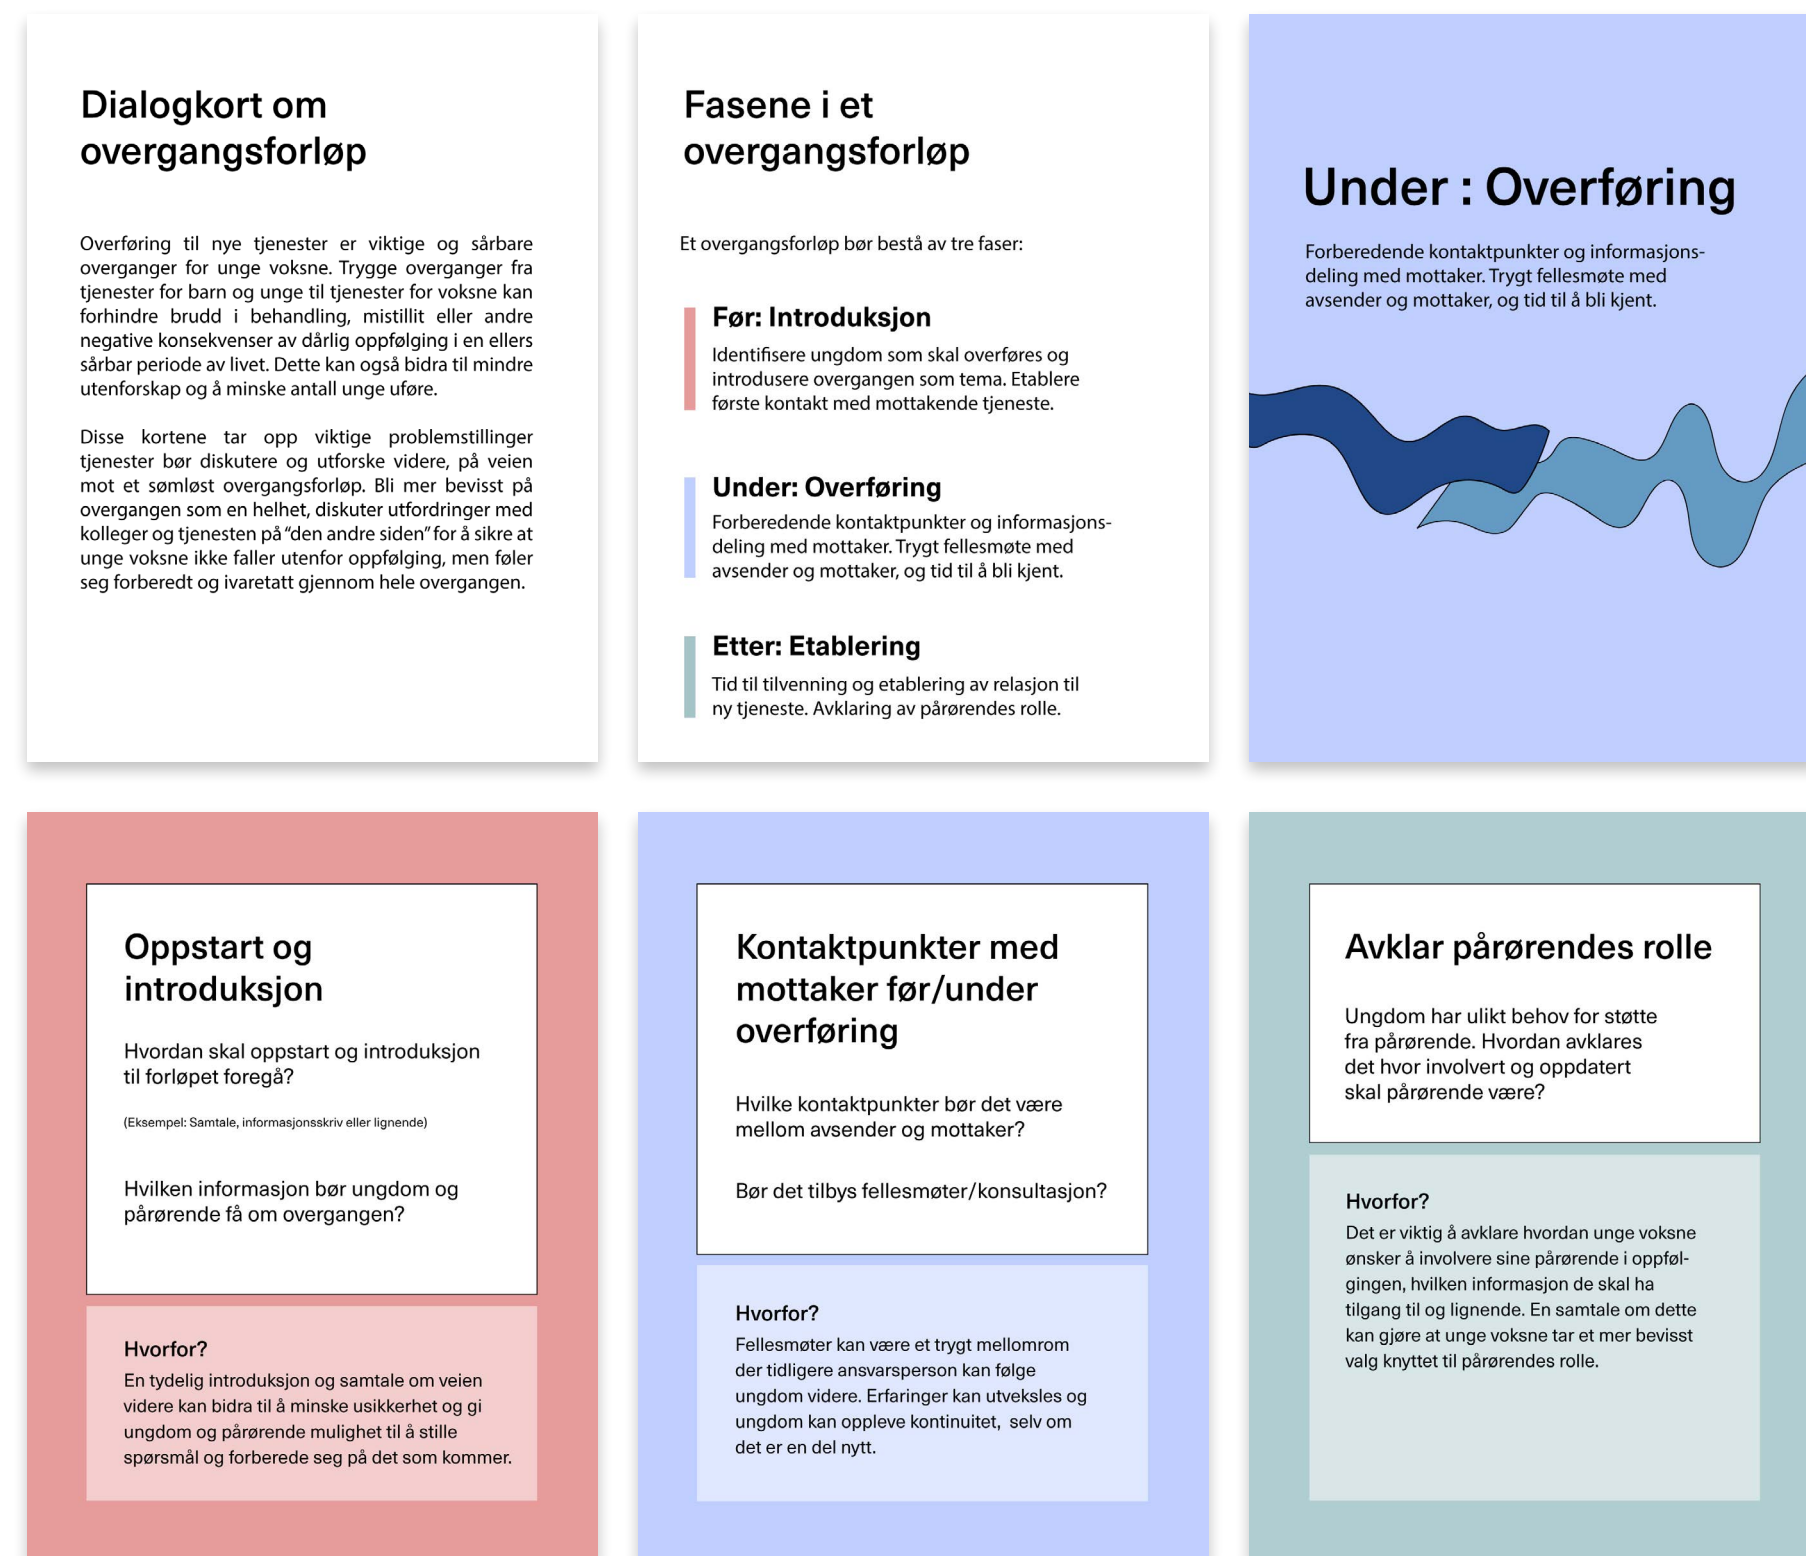 Dialogkort om
overgangsforløp
Overføring til nye tjenester er viktige og sårbare
overganger for unge voksne. Trygge overganger fra
tjenester for barn og unge til tjenester for voksne kan
forhindre brudd i behandling, mistillit eller andre
negative konsekvenser av dårlig oppfølging i en ellers
sårbar periode av livet. Dette kan også bidra til mindre
utenforskap og å minske antall unge uføre.
Disse kortene tar opp viktige problemstillinger
tjenester bør diskutere og utforske videre, på veien
mot et sømløst overgangsforløp. Bli mer bevisst på
overgangen som en helhet, diskuter utfordringer med
kolleger og tjenesten på “den andre siden” for å sikre at
unge voksne ikke faller utenfor oppfølging, men føler
seg forberedt og ivaretatt gjennom hele overgangen.
Fasene i et
overgangsforløp
Et overgangsforløp bør bestå av tre faser:
Før: Introduksjon
Identifisere ungdom som skal overføres og
introdusere overgangen som tema. Etablere
første kontakt med mottakende tjeneste.
Under: Overføring
Forberedende kontaktpunkter og informasjons-
deling med mottaker. Trygt fellesmøte med
avsender og mottaker, og tid til å bli kjent.
Etter: Etablering
Tid til tilvenning og etablering av relasjon til
ny tjeneste. Avklaring av pårørendes rolle.
Under : Overføring
Forberedende kontaktpunkter og informasjons-
deling med mottaker. Trygt fellesmøte med
avsender og mottaker, og tid til å bli kjent.
Oppstart og
introduksjon
Hvordan skal oppstart og introduksjon
til forløpet foregå?
(Eksempel: Samtale, informasjonsskriv eller lignende)
Hvilken informasjon bør ungdom og
pårørende få om overgangen?
Hvorfor?
En tydelig introduksjon og samtale om veien
videre kan bidra til å minske usikkerhet og gi
ungdom og pårørende mulighet til å stille
spørsmål og forberede seg på det som kommer.
Kontaktpunkter med
mottaker før/under
overføring
Hvilke kontaktpunkter bør det være
mellom avsender og mottaker?
Bør det tilbys fellesmøter/konsultasjon?
Hvorfor?
Fellesmøter kan være et trygt mellomrom
der tidligere ansvarsperson kan følge
ungdom videre. Erfaringer kan utveksles og
ungdom kan oppleve kontinuitet, selv om
det er en del nytt.
Avklar pårørendes rolle
Ungdom har ulikt behov for støtte
fra pårørende. Hvordan avklares
det hvor involvert og oppdatert
skal pårørende være?
Hvorfor?
Det er viktig å avklare hvordan unge voksne
ønsker å involvere sine pårørende i oppføl-
gingen, hvilken informasjon de skal ha
tilgang til og lignende. En samtale om dette
kan gjøre at unge voksne tar et mer bevisst
valg knyttet til pårørendes rolle.